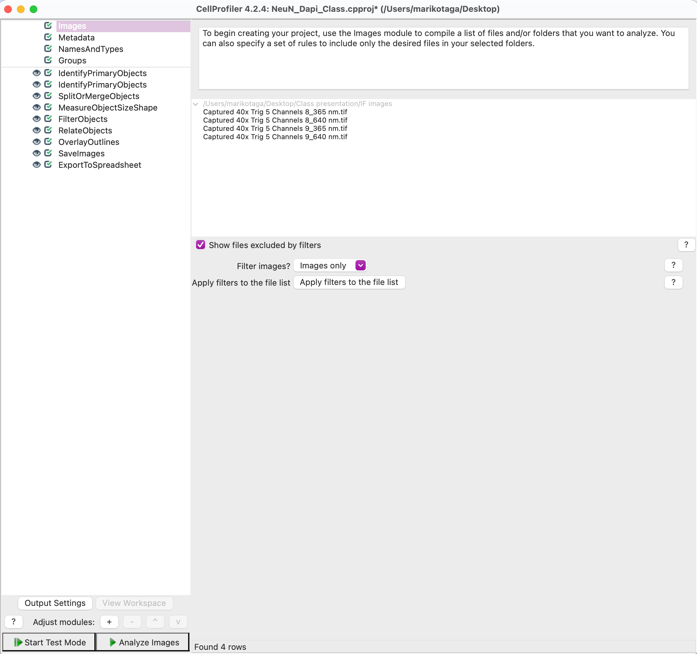 CellProfiler 4.2.4: NeuN_Dapi_Class.cpproj* (/Users/marikotaga/Desktop)
Images
Metadata
NamesAndTypes
Groups
IdentifyPrimaryObjects
IdentifyPrimaryObjects
SplitOrMergeObjects
MeasureObjectSizeShape
FilterObjects
RelateObjects
OverlayOutlines
SaveImages
ExportToSpreadsheet
To begin creating your project, use the Images module to compile a list of files and/or folders that you want to analyze. You
can also specify a set of rules to include only the desired files in your selected folders.
/Users/marikotaga/Desktop/Class presentation/IF images
Captured 40x Trig 5 Channels 8_365 nm.tif
Captured 40x Trig 5 Channels 8_640 nm.tif
Captured 40x Trig 5 Channels 9_365 nm.tif
Captured 40x Trig 5 Channels 9_640 nm.tif
Show files excluded by filters ?
Filter images? Images only ?
Apply filters to the file list Apply filters to the file list ?
Output Settings View Workspace
? Adjust modules: + - ^ v
Start Test Mode Analyze Images
Found 4 rows